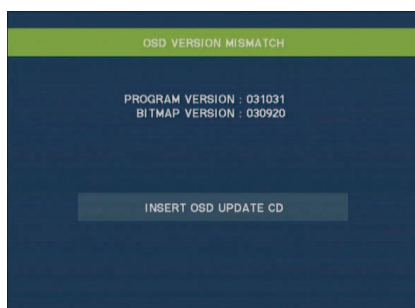 OSD VERSION MISMATCH
PROGRAM VERSION : 031031
BITMAP VERSION : 030920
INSERT OSD UPDATE CD